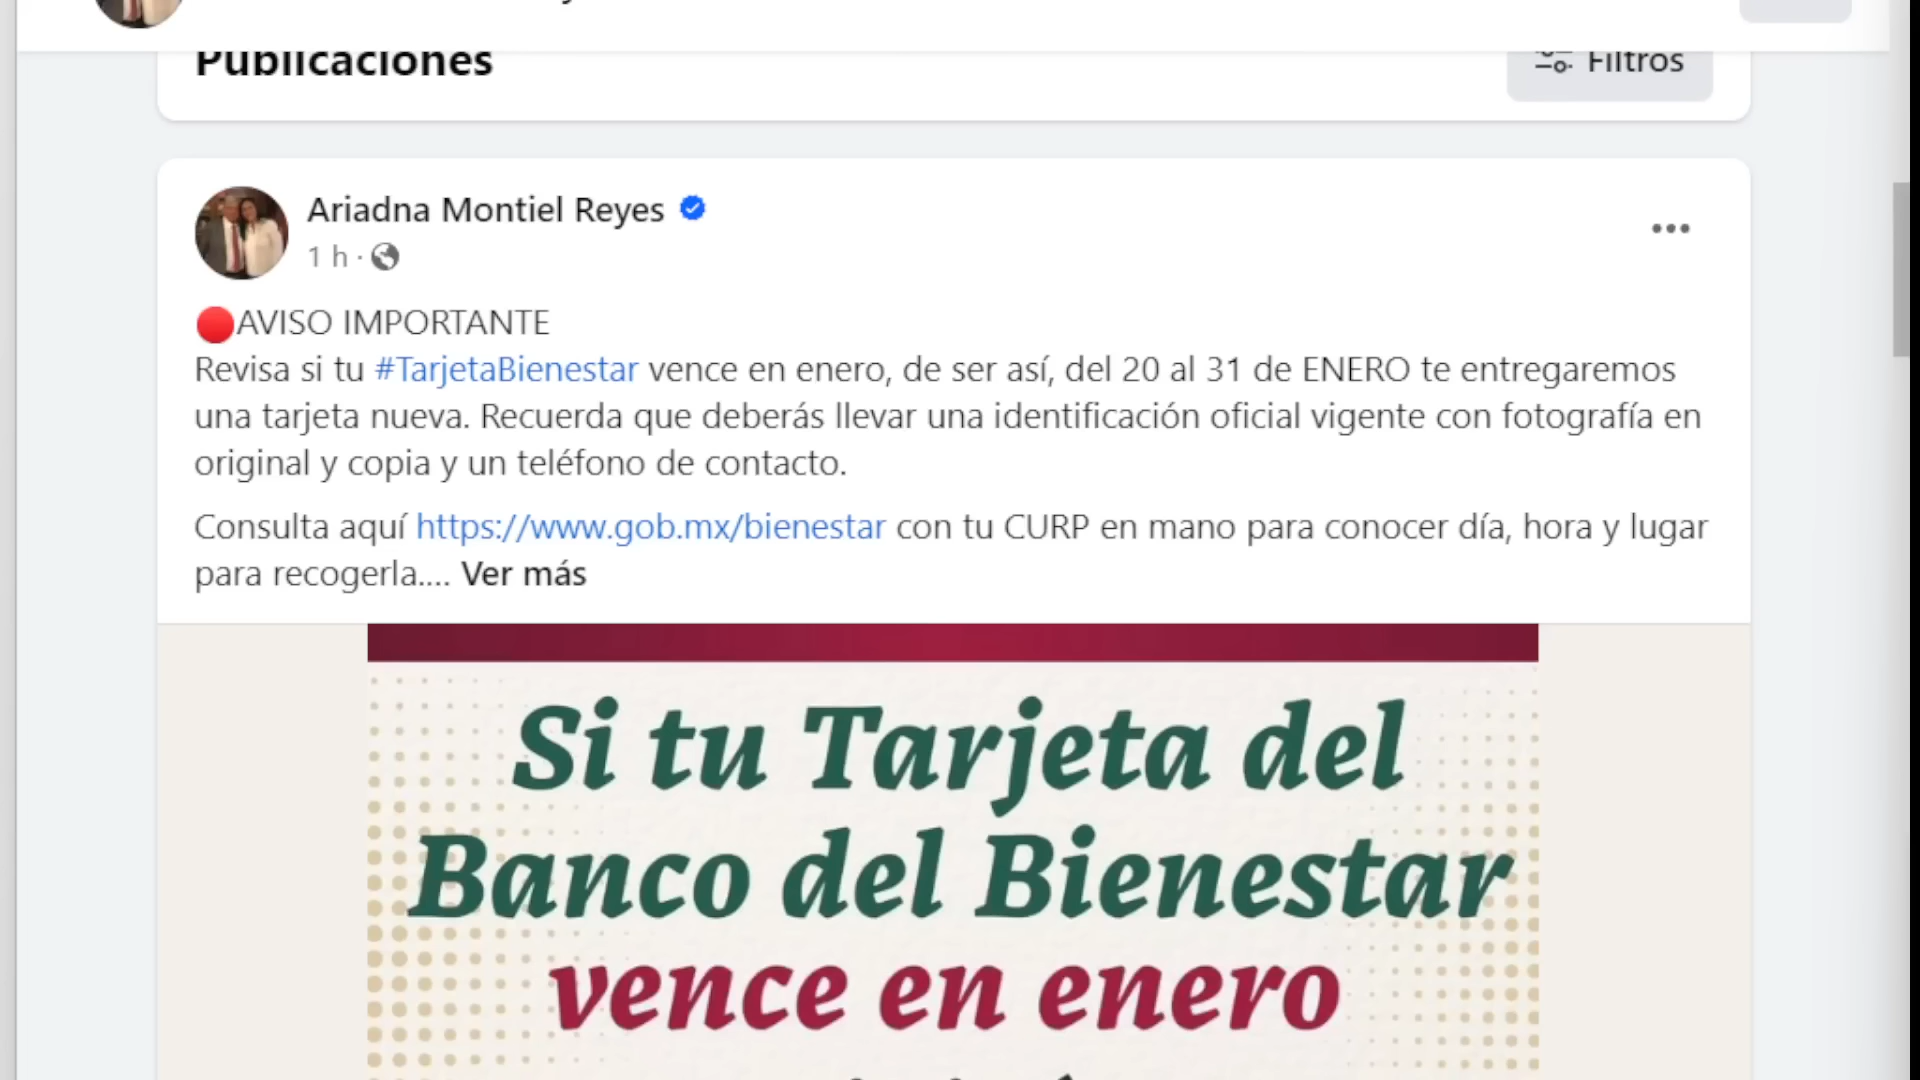 Publicaciones
Filtros
Ariadna Montiel Reyes
1 h ·
AVISO IMPORTANTE
Revisa si tu #TarjetaBienestar vence en enero, de ser así, del 20 al 31 de ENERO te entregaremos
una tarjeta nueva. Recuerda que deberás llevar una identificación oficial vigente con fotografía en
original y copia y un teléfono de contacto.
Consulta aquí https://www.gob.mx/bienestar con tu CURP en mano para conocer día, hora y lugar
para recogerla.... Ver más
Si tu Tarjeta del
Banco del Bienestar
vence en enero